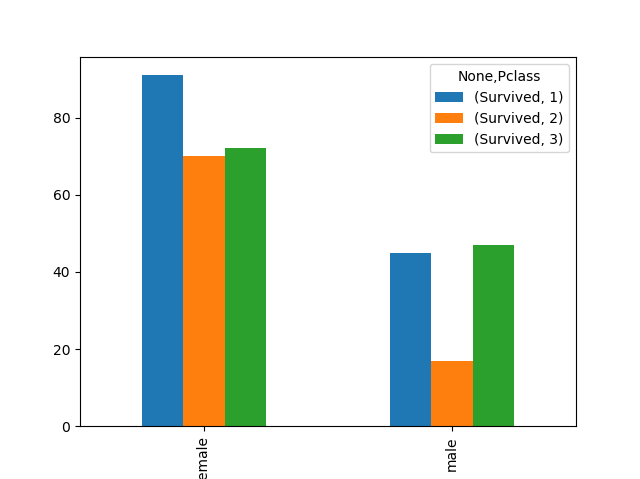 None,Pclass
(Survived, 1)
(Survived, 2)
(Survived, 3)
80
60
40
20
0
emale
male